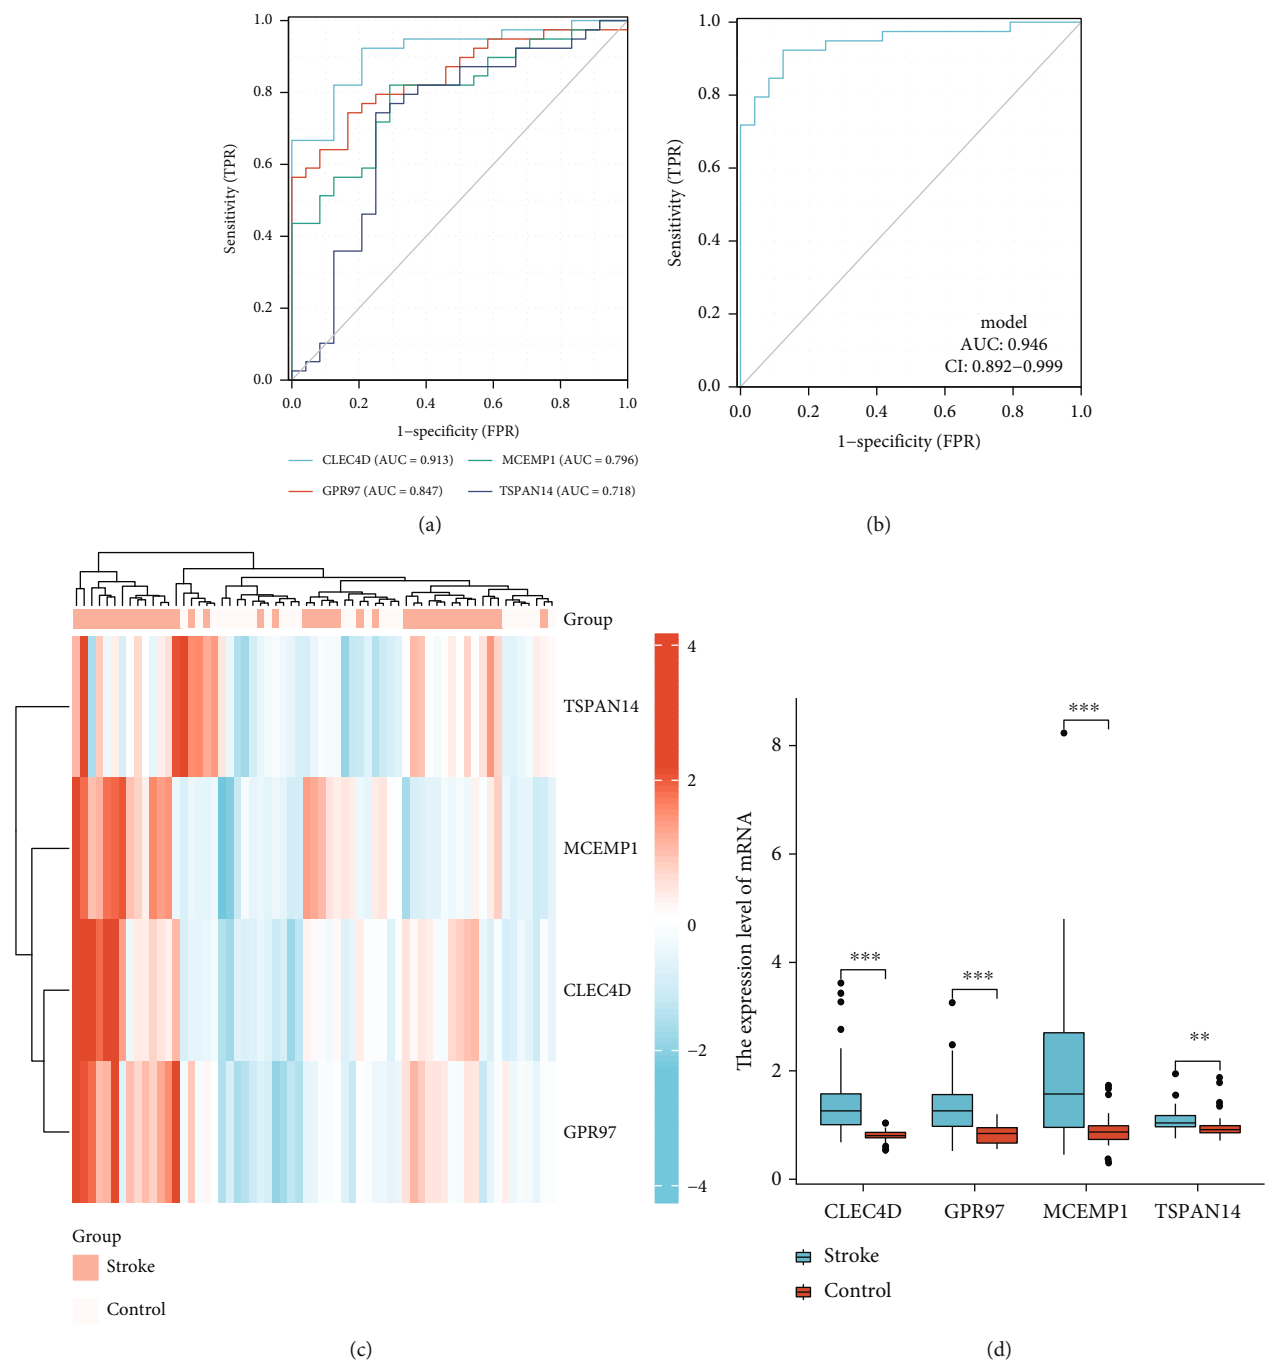 1.0
0.8
0.6
0.4
0.2
0.0
Sensitivity (TPR)
0.0 0.2 0.4 0.6 0.8 1.0
1−specificity (FPR)
CLEC4D (AUC = 0.913)
MCEMP1 (AUC = 0.796)
GPR97 (AUC = 0.847)
TSPAN14 (AUC = 0.718)
(a)
1.0
0.8
0.6
0.4
0.2
0.0
Sensitivity (TPR)
model
AUC: 0.946
CI: 0.892−0.999
0.0 0.2 0.4 0.6 0.8 1.0
1−specificity (FPR)
(b)
Group
TSPAN14
MCEMP1
CLEC4D
GPR97
4
2
0
−2
−4
Group
Stroke
Control
(c)
The expression level of mRNA
8
6
4
2
0
***
***
***
**
CLEC4D GPR97 MCEMP1 TSPAN14
Stroke
Control
(d)